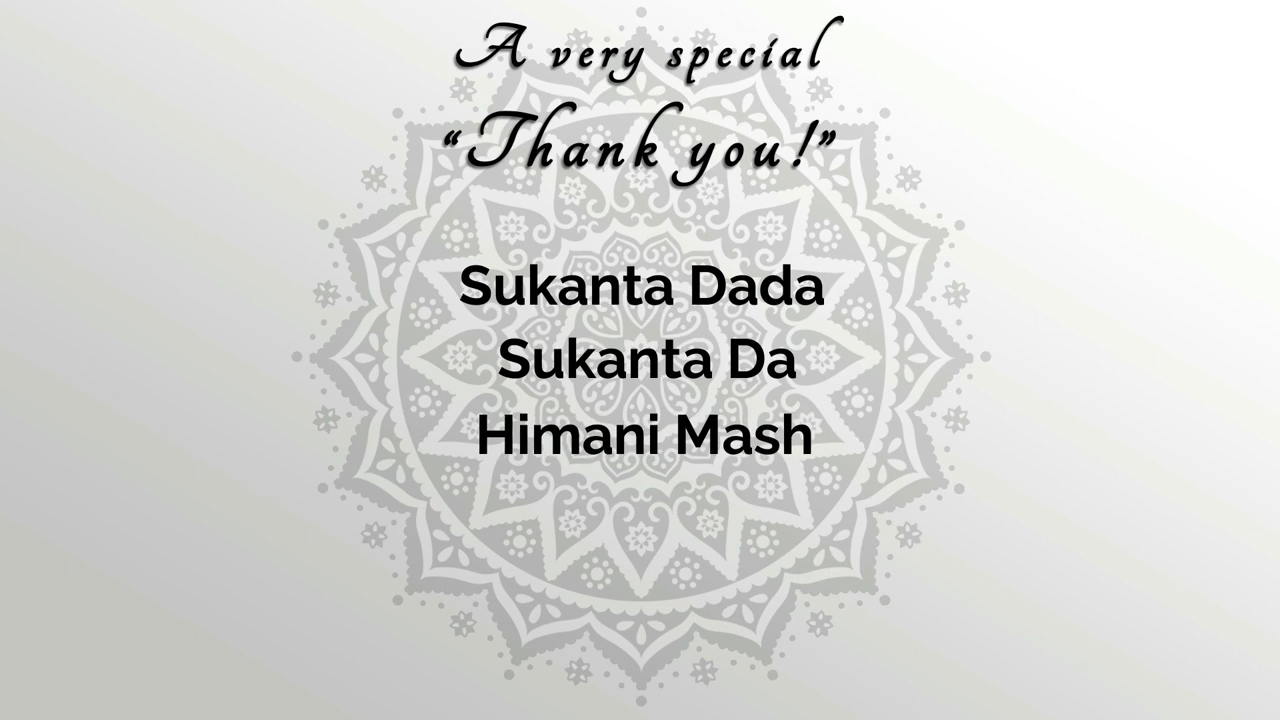 A very special
“Thank you!”
Sukanta Dada
Sukanta Da
Himani Mash